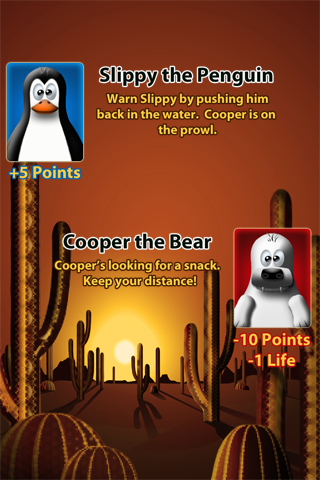 Slippy the Penguin
Warn Slippy by pushing him
back in the water. Cooper is on
the prowl.
+5 Points
Cooper the Bear
Cooper's looking for a snack.
Keep your distance!
-10 Points
-1 Life